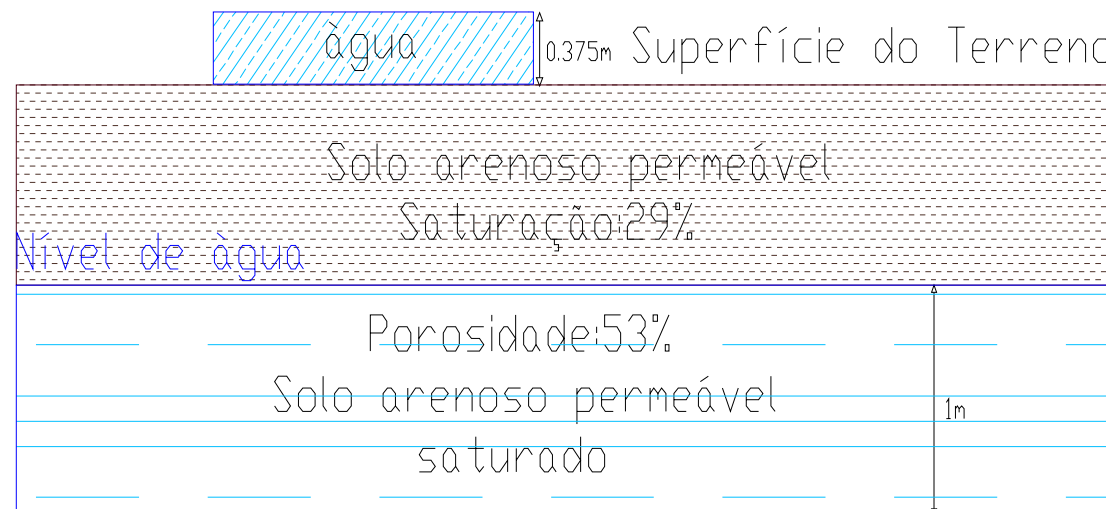 àgua
0.375m
Superfície do Terreno
Solo arenoso permeável
Saturação:29%
Nível de àgua
Porosidade:53%
Solo arenoso permeável
1m
saturado